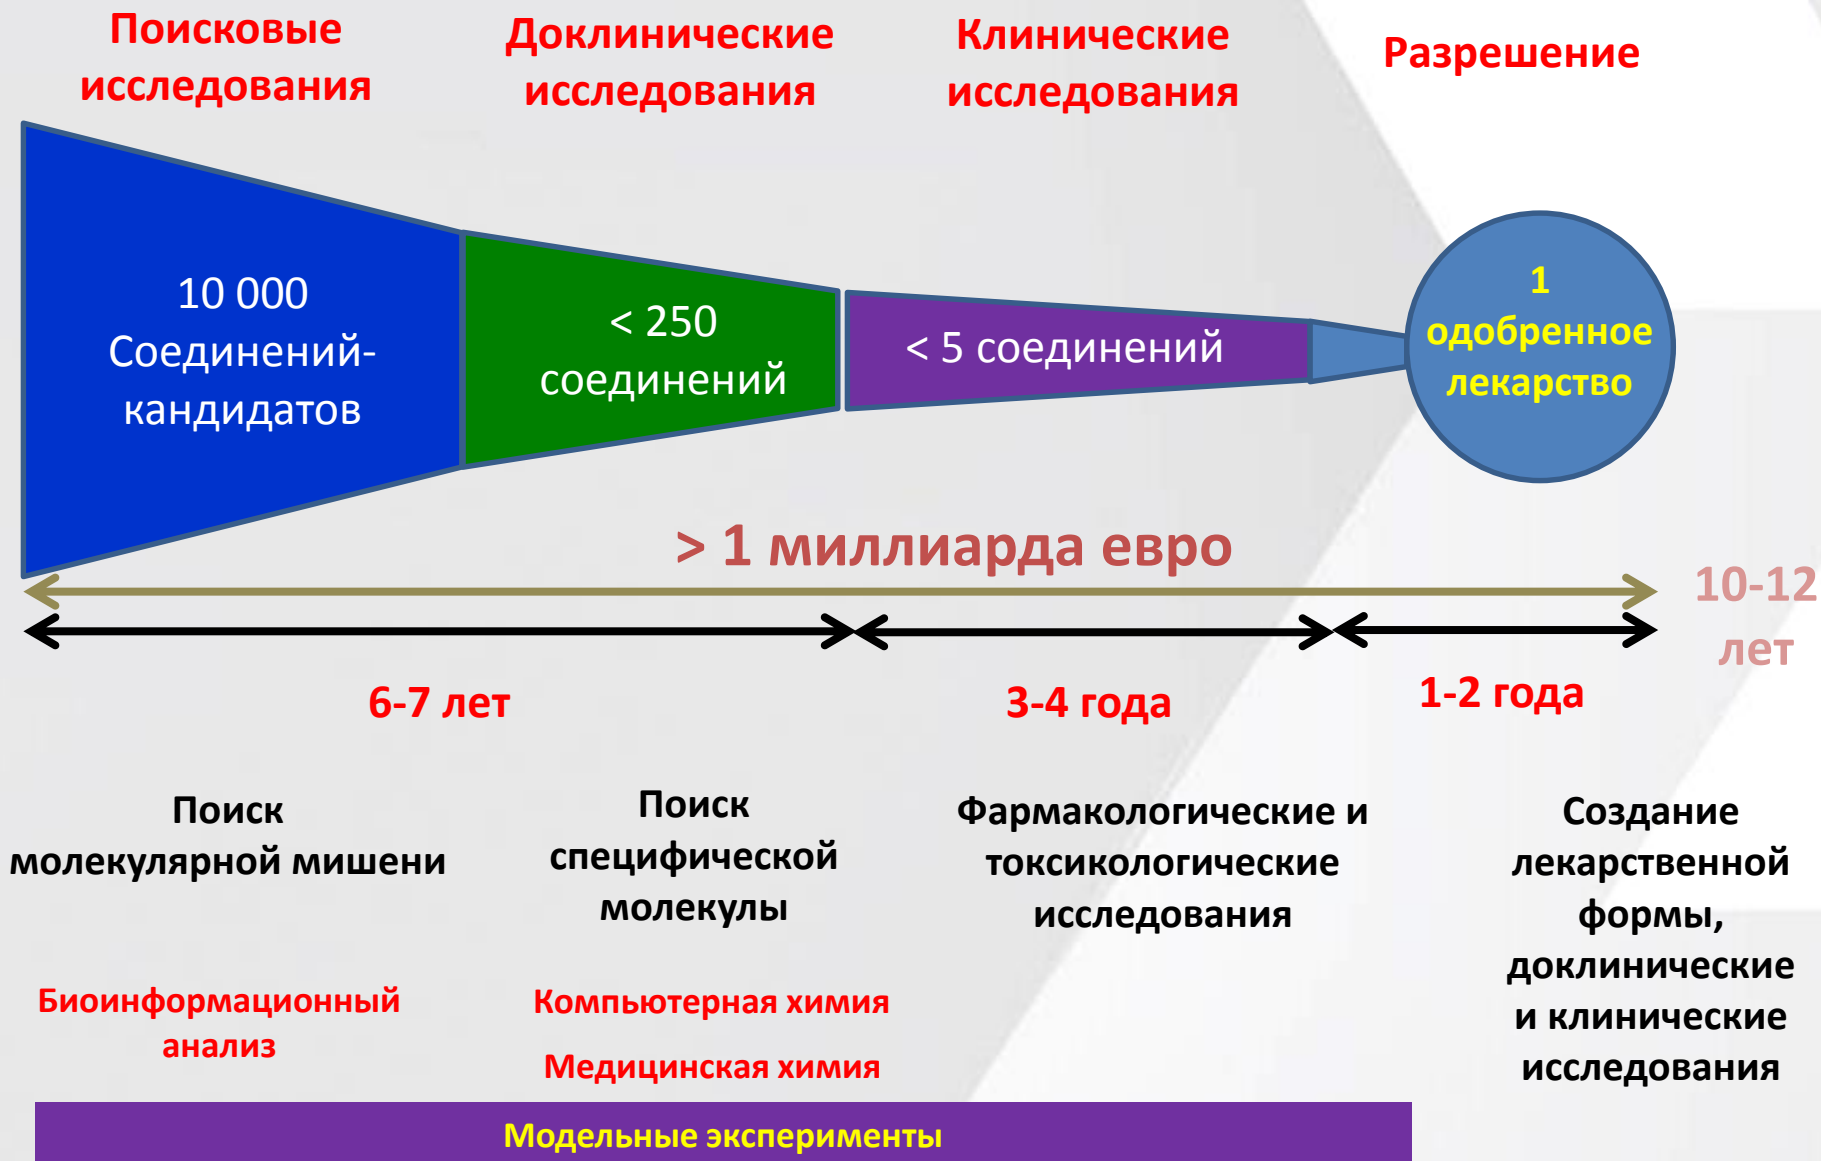 Поисковые
исследования
Доклинические
исследования
Клинические
исследования
Разрешение
10 000
Соединений-
кандидатов
< 250
соединений
< 5 соединений
1
одобренное
лекарство
> 1 миллиарда евро
10-12
лет
6-7 лет
3-4 года
1-2 года
Поиск
молекулярной мишени
Поиск
специфической
молекулы
Фармакологические и
токсикологические
исследования
Создание
лекарственной
формы,
доклинические
и клинические
исследования
Биоинформационный
анализ
Компьютерная химия
Медицинская химия
Модельные эксперименты